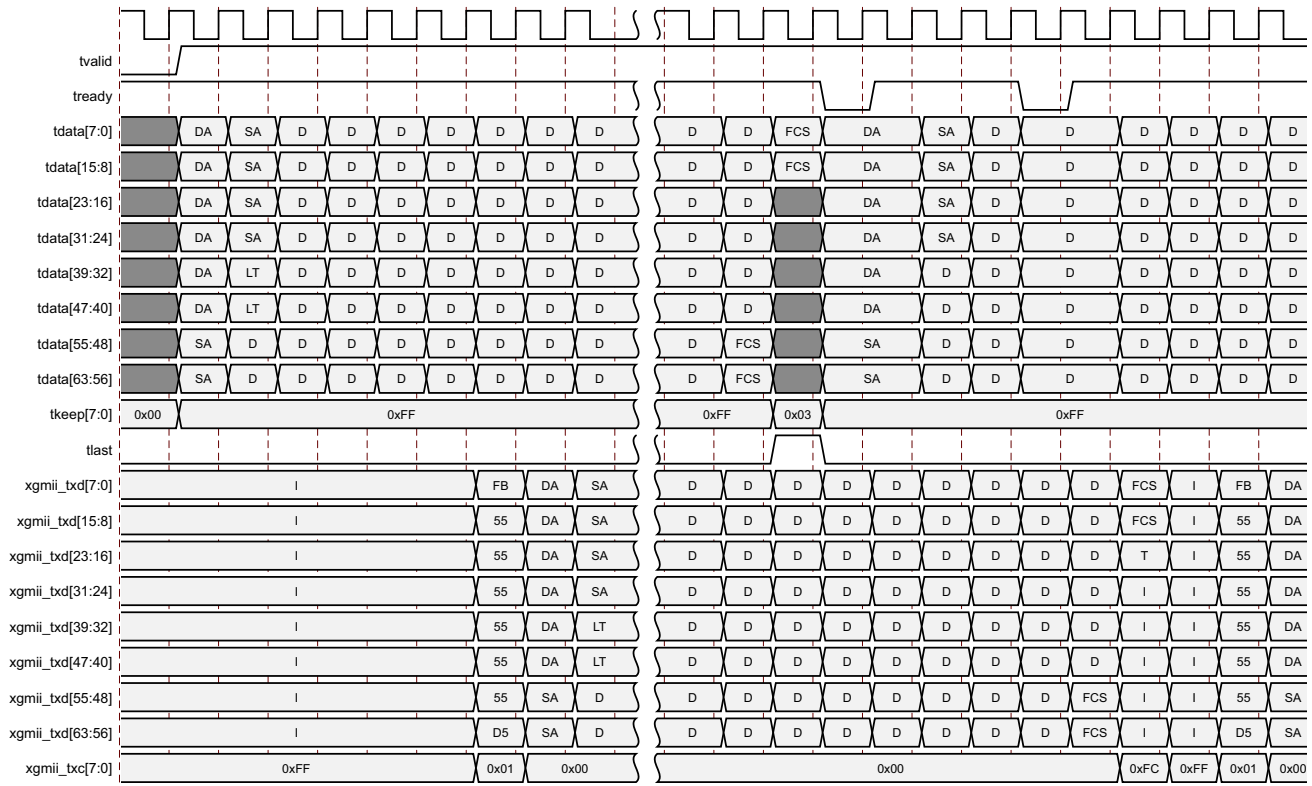 tvalid
tready
tdata[7:0] DA SA D D D D D D D D D FCS DA SA D D D D D D
tdata[15:8] DA SA D D D D D D D D D FCS DA SA D D D D D D
tdata[23:16] DA SA D D D D D D D D D DA SA D D D D D D
tdata[31:24] DA SA D D D D D D D D D DA SA D D D D D D
tdata[39:32] DA LT D D D D D D D D D DA D D D D D D D
tdata[47:40] DA LT D D D D D D D D D DA D D D D D D D
tdata[55:48] SA D D D D D D D D D FCS SA D D D D D D D
tdata[63:56] SA D D D D D D D D D FCS SA D D D D D D D
tkeep[7:0] 0x00 0xFF 0xFF 0x03 0xFF
tlast
xgmii_txd[7:0] I FB DA SA D D D D D D D D D FCS I FB DA
xgmii_txd[15:8] I 55 DA SA D D D D D D D D D FCS I 55 DA
xgmii_txd[23:16] I 55 DA SA D D D D D D D D D T I 55 DA
xgmii_txd[31:24] I 55 DA SA D D D D D D D D D I I 55 DA
xgmii_txd[39:32] I 55 DA LT D D D D D D D D D I I 55 DA
xgmii_txd[47:40] I 55 DA LT D D D D D D D D D I I 55 DA
xgmii_txd[55:48] I 55 SA D D D D D D D D D FCS I I 55 SA
xgmii_txd[63:56] I D5 SA D D D D D D D D D FCS I I D5 SA
xgmii_txc[7:0] 0xFF 0x01 0x00 0x00 0xFC 0xFF 0x01 0x00